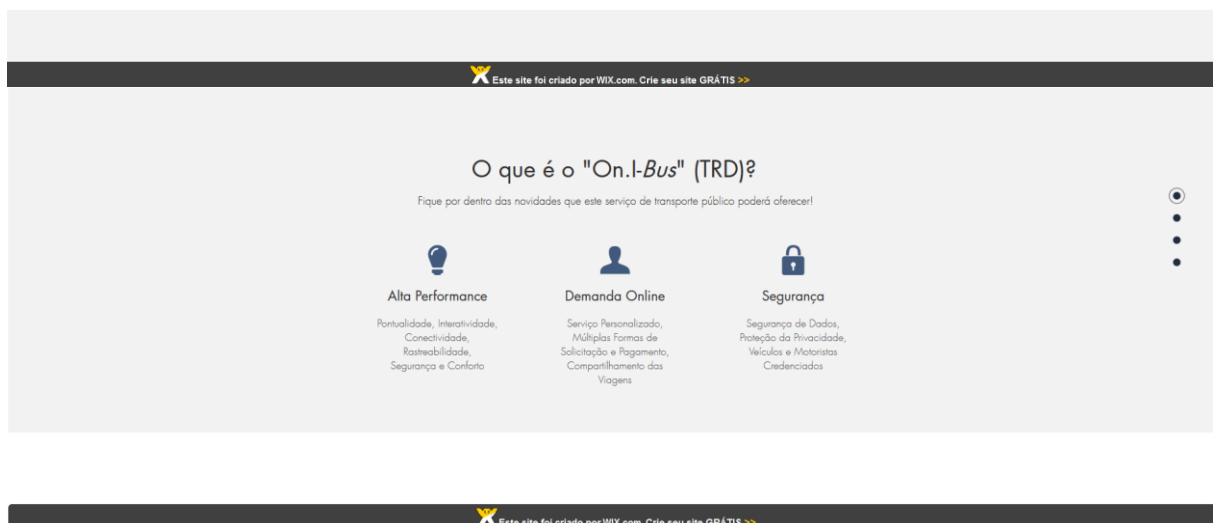 Este site foi criado por WIX.com. Crie seu site GRÁTIS >>
O que é o "On.I-Bus" (TRD)?
Fique por dentro das novidades que este serviço de transporte público poderá oferecer!
Alta Performance
Pontualidade, Interatividade,
Conectividade,
Rastreabilidade,
Segurança e Conforto
Demanda Online
Serviço Personalizado,
Múltiplas Formas de
Solicitação e Pagamento,
Compartilhamento das
Viagens
Segurança
Segurança de Dados,
Proteção da Privacidade,
Veículos e Motoristas
Credenciados
Este site foi criado por WIX.com. Crie seu site GRÁTIS >>